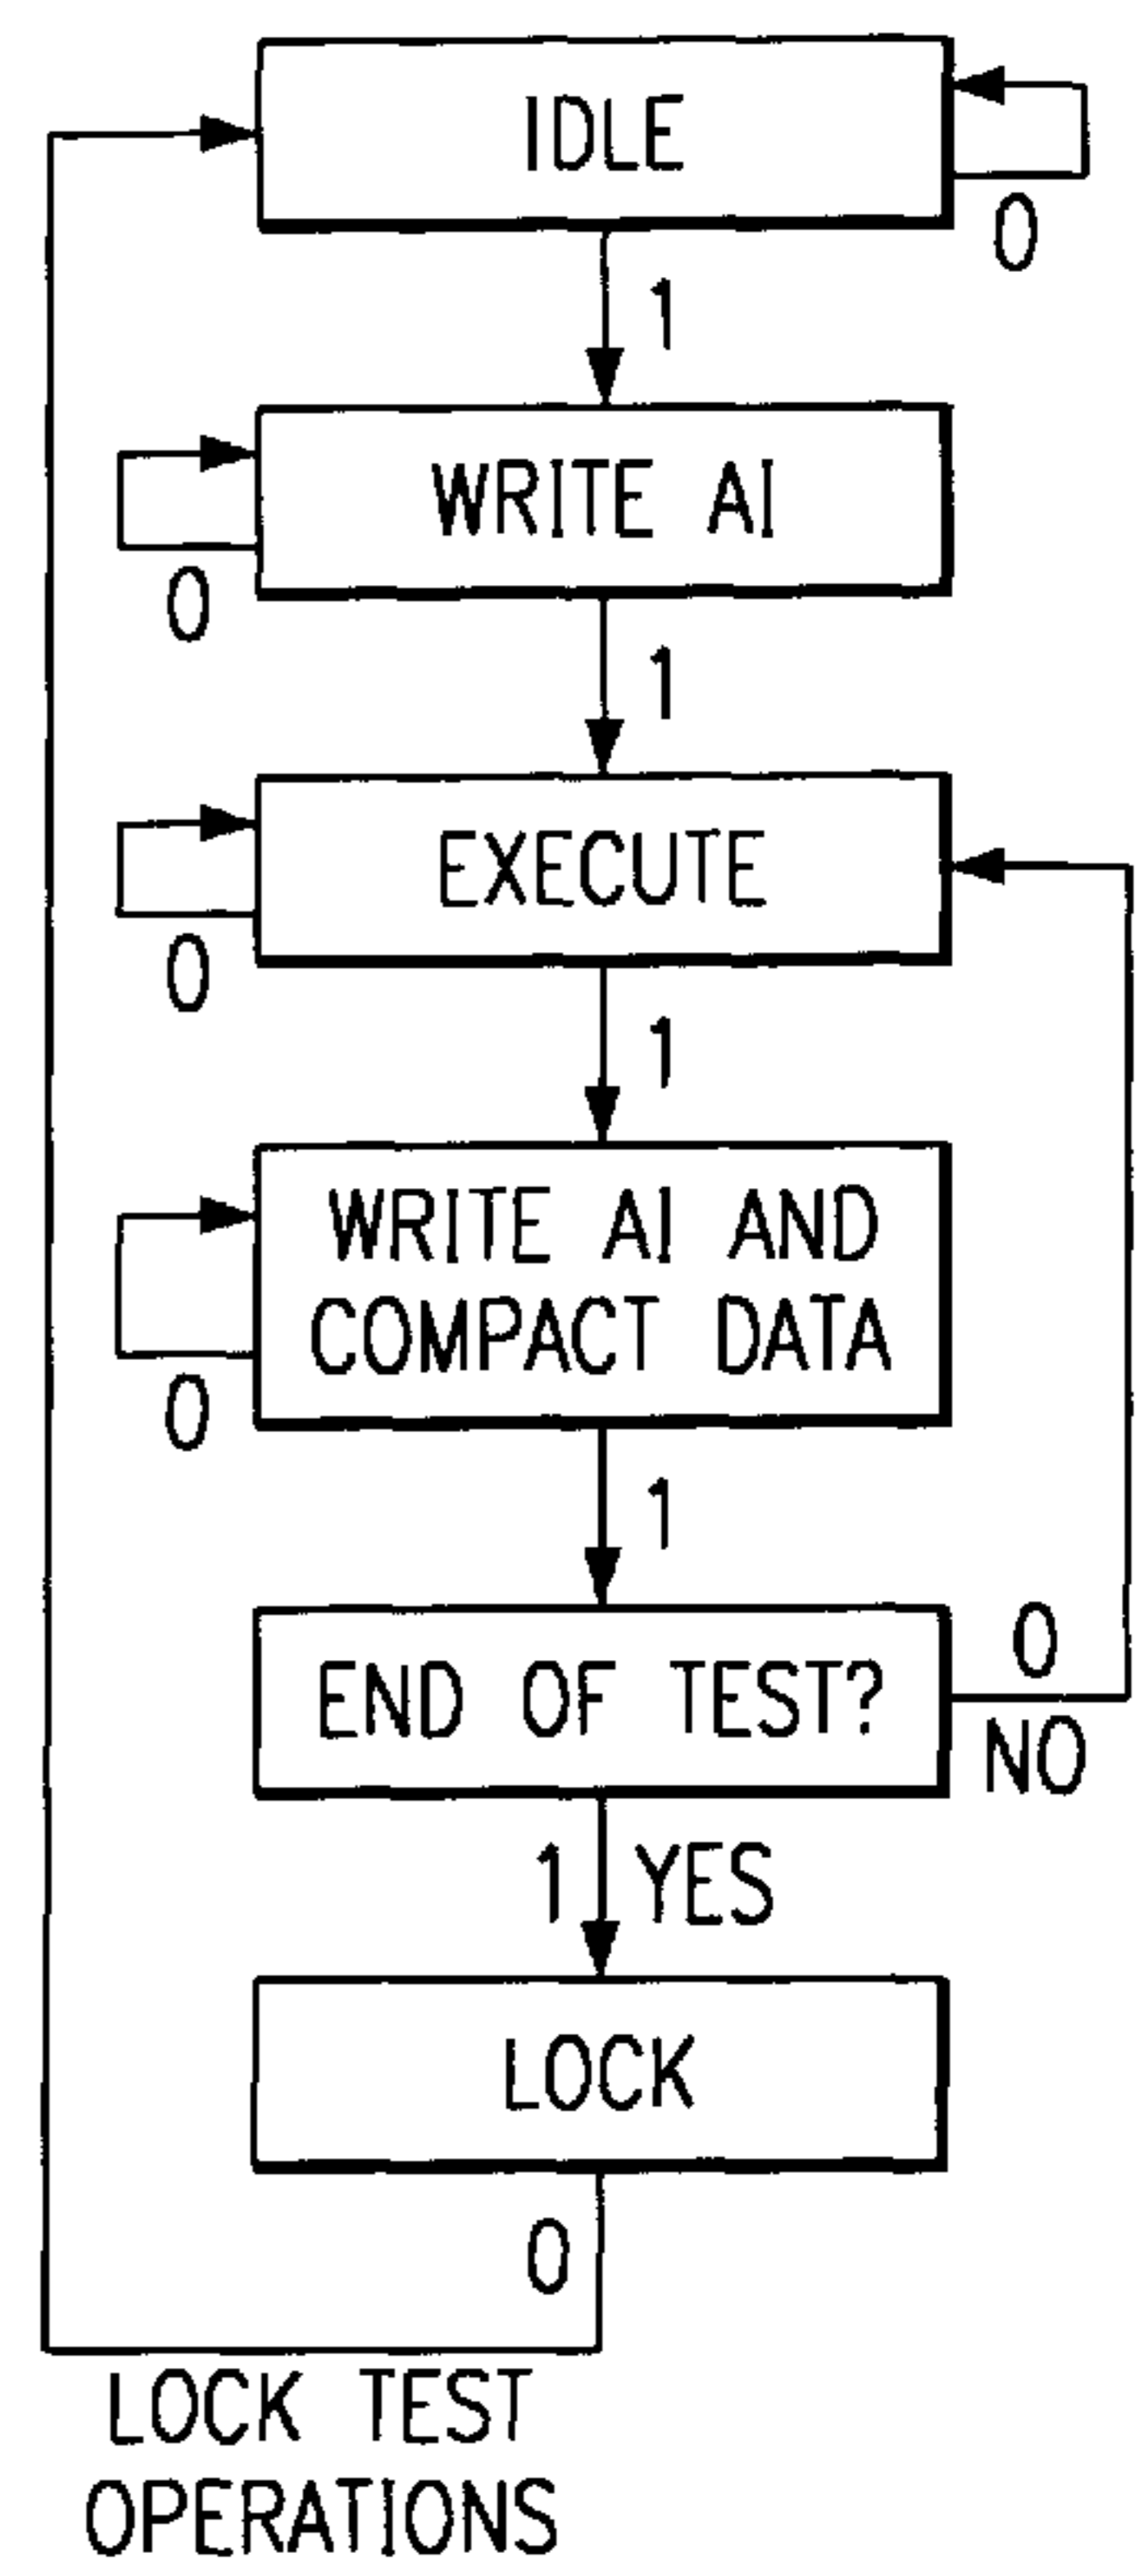 IDLE
0
1
WRITE AI
0
1
EXECUTE
0
1
WRITE AI AND
COMPACT DATA
0
1
END OF TEST?
0
NO
1 YES
LOCK
0
LOCK TEST
OPERATIONS